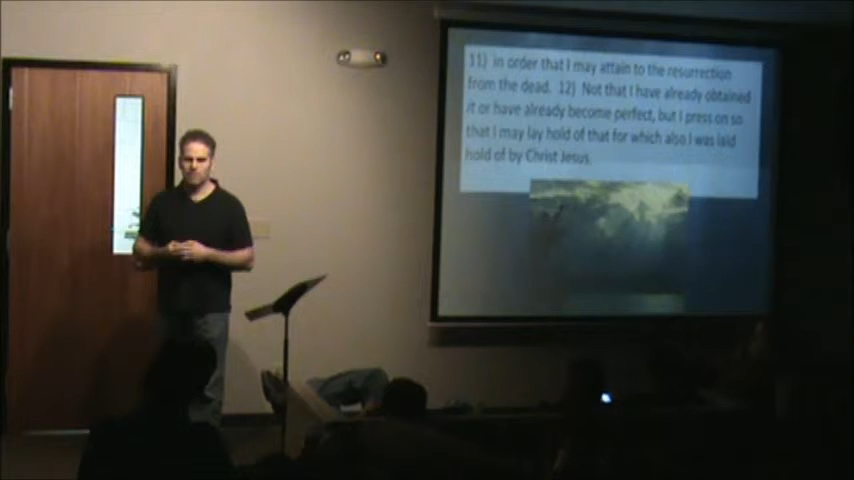 11) in order that I may attain to the resurrection
from the dead. 12) Not that I have already obtained
it or have already become perfect, but I press on so
that I may lay hold of that for which also I was laid
hold of by Christ Jesus.